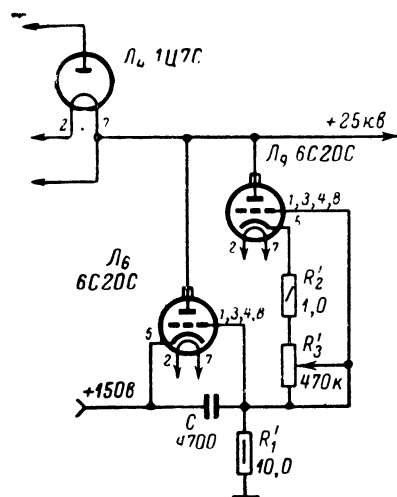 Л4 1Ц7С
2 7
+25кв
Л9 6С20С
1,3,4,8
5
2 7
Л6
6С20С
R'2
1,0
1,3,4,8
5
2 7
R'3
470к
+150в
С
4700
R'1
10,0